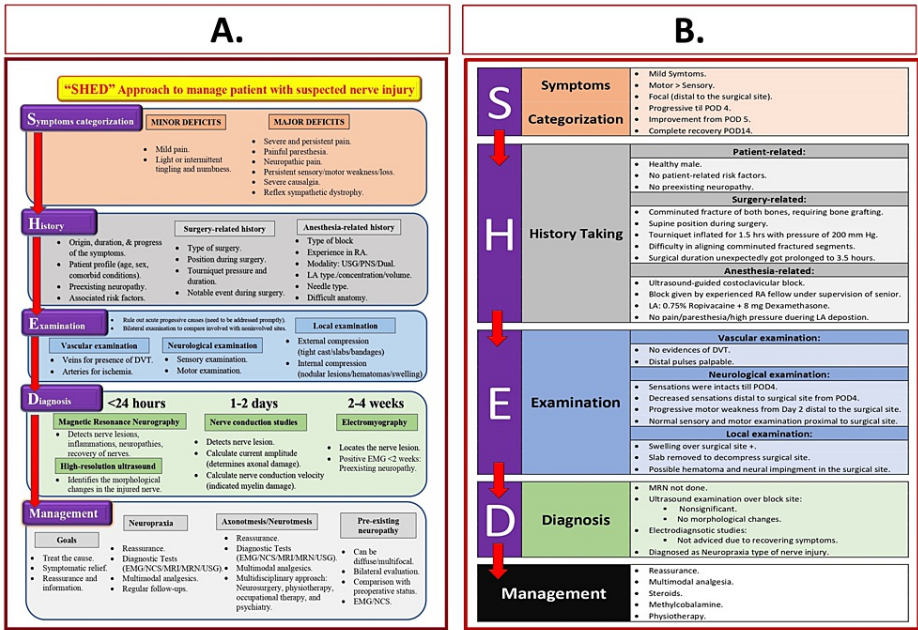 A.
"SHED" Approach to manage patient with suspected nerve injury
Symptoms categorization
MINOR DEFICITS
• Mild pain.
• Light or intermittent
tingling and numbness.
MAJOR DEFICITS
• Severe and persistent pain.
• Painful paresthesia.
• Neuropathic pain.
• Persistent sensory/motor weakness/loss.
• Severe causalgia.
• Reflex sympathetic dystrophy.
History
• Origin, duration, & progress
of the symptoms.
• Patient profile (age, sex,
comorbid conditions).
• Preexisting neuropathy.
• Associated risk factors.
Surgery-related history
• Type of surgery.
• Position during surgery.
• Tourniquet pressure and
duration.
• Notable event during surgery.
Anesthesia-related history
• Type of block
• Experience in RA.
• Modality: USG/PNS/Dual.
• LA type/concentration/volume.
• Needle type.
• Difficult anatomy.
Examination
• Rule out acute progressive causes (need to be addressed promptly).
• Bilateral examination to compare with noninvolved sites.
Vascular examination
• Veins for presence of DVT.
• Arteries for ischemia.
Neurological examination
• Sensory examination.
• Motor examination.
Local examination
• External compression
(tight cast/slabs/bandages)
• Internal compression
(nodular lesions/hematomas/swelling)
Diagnosis
<24 hours
Magnetic Resonance Neurography
• Detects nerve lesions,
inflammations, neuropathies,
recovery of nerves.
High-resolution ultrasound
• Identifies the morphological
changes in the injured nerve.
1-2 days
Nerve conduction studies
• Detects nerve lesion.
• Calculate current amplitude
(determines axonal damage).
• Calculate nerve conduction velocity
(indicated myelin damage).
2-4 weeks
Electromyography
• Locates the nerve lesion.
• Positive EMG <2 weeks:
Preexisting neuropathy.
Management
Goals
• Treat the cause.
• Symptomatic relief.
• Reassurance and
information.
Neuropraxia
• Reassurance.
• Diagnostic Tests
(EMG/NCS/MRI/MRN/USG).
• Multimodal analgesics.
• Regular follow-ups.
Axonotmesis/Neurotmesis
• Reassurance.
• Diagnostic Tests
(EMG/NCS/MRI/MRN/USG)
• Multimodal analgesics.
• Multidisciplinary approach:
Neurosurgery, physiotherapy,
occupational therapy, and
psychiatry.
Pre-existing
neuropathy
• Can be
diffuse/multifocal.
• Bilateral evaluation.
• Comparison with
preoperative status.
• EMG/NCS.
B.
S
Symptoms
Categorization
• Mild Symtoms.
• Motor > Sensory.
• Focal (distal to the surgical site).
• Progressive til POD 4.
• Improvement from POD 5.
• Complete recovery POD14.
H
History Taking
Patient-related:
• Healthy male.
• No patient-related risk factors.
• No preexisting neuropathy.
Surgery-related:
• Comminuted fracture of both bones, requiring bone grafting.
• Supine position during surgery.
• Tourniquet inflated for 1.5 hrs with pressure of 200 mm Hg.
• Difficulty in aligning comminuted fractured segments.
• Surgical duration unexpectedly got prolonged to 3.5 hours.
Anesthesia-related:
• Ultrasound-guided costoclavicular block.
• Block given by experienced RA fellow under supervision of senior.
• LA: 0.75% Ropivacaine + 8 mg Dexamethasone.
• No pain/paresthesia/high pressure duering LA depostion.
E
Examination
Vascular examination:
• No evidences of DVT.
• Distal pulses palpable.
Neurological examination:
• Sensations were intacts till POD4.
• Decreased sensations distal to surgical site from POD4.
• Progressive motor weakness from Day 2 distal to the surgical site.
• Normal sensory and motor examination proximal to surgical site.
Local examination:
• Swelling over surgical site +.
• Slab removed to decompress surgical site.
• Possible hematoma and neural impingment in the surgical site.
D
Diagnosis
• MRN not done.
• Ultrasound examination over block site:
• Nonsignificant.
• No morphological changes.
• Electrodiagnostic studies:
• Not adviced due to recovering symptoms.
• Diagnosed as Neuropraxia type of nerve injury.
Management
• Reassurance.
• Multimodal analgesia.
• Steroids.
• Methylcobalamine.
• Physiotherapy.